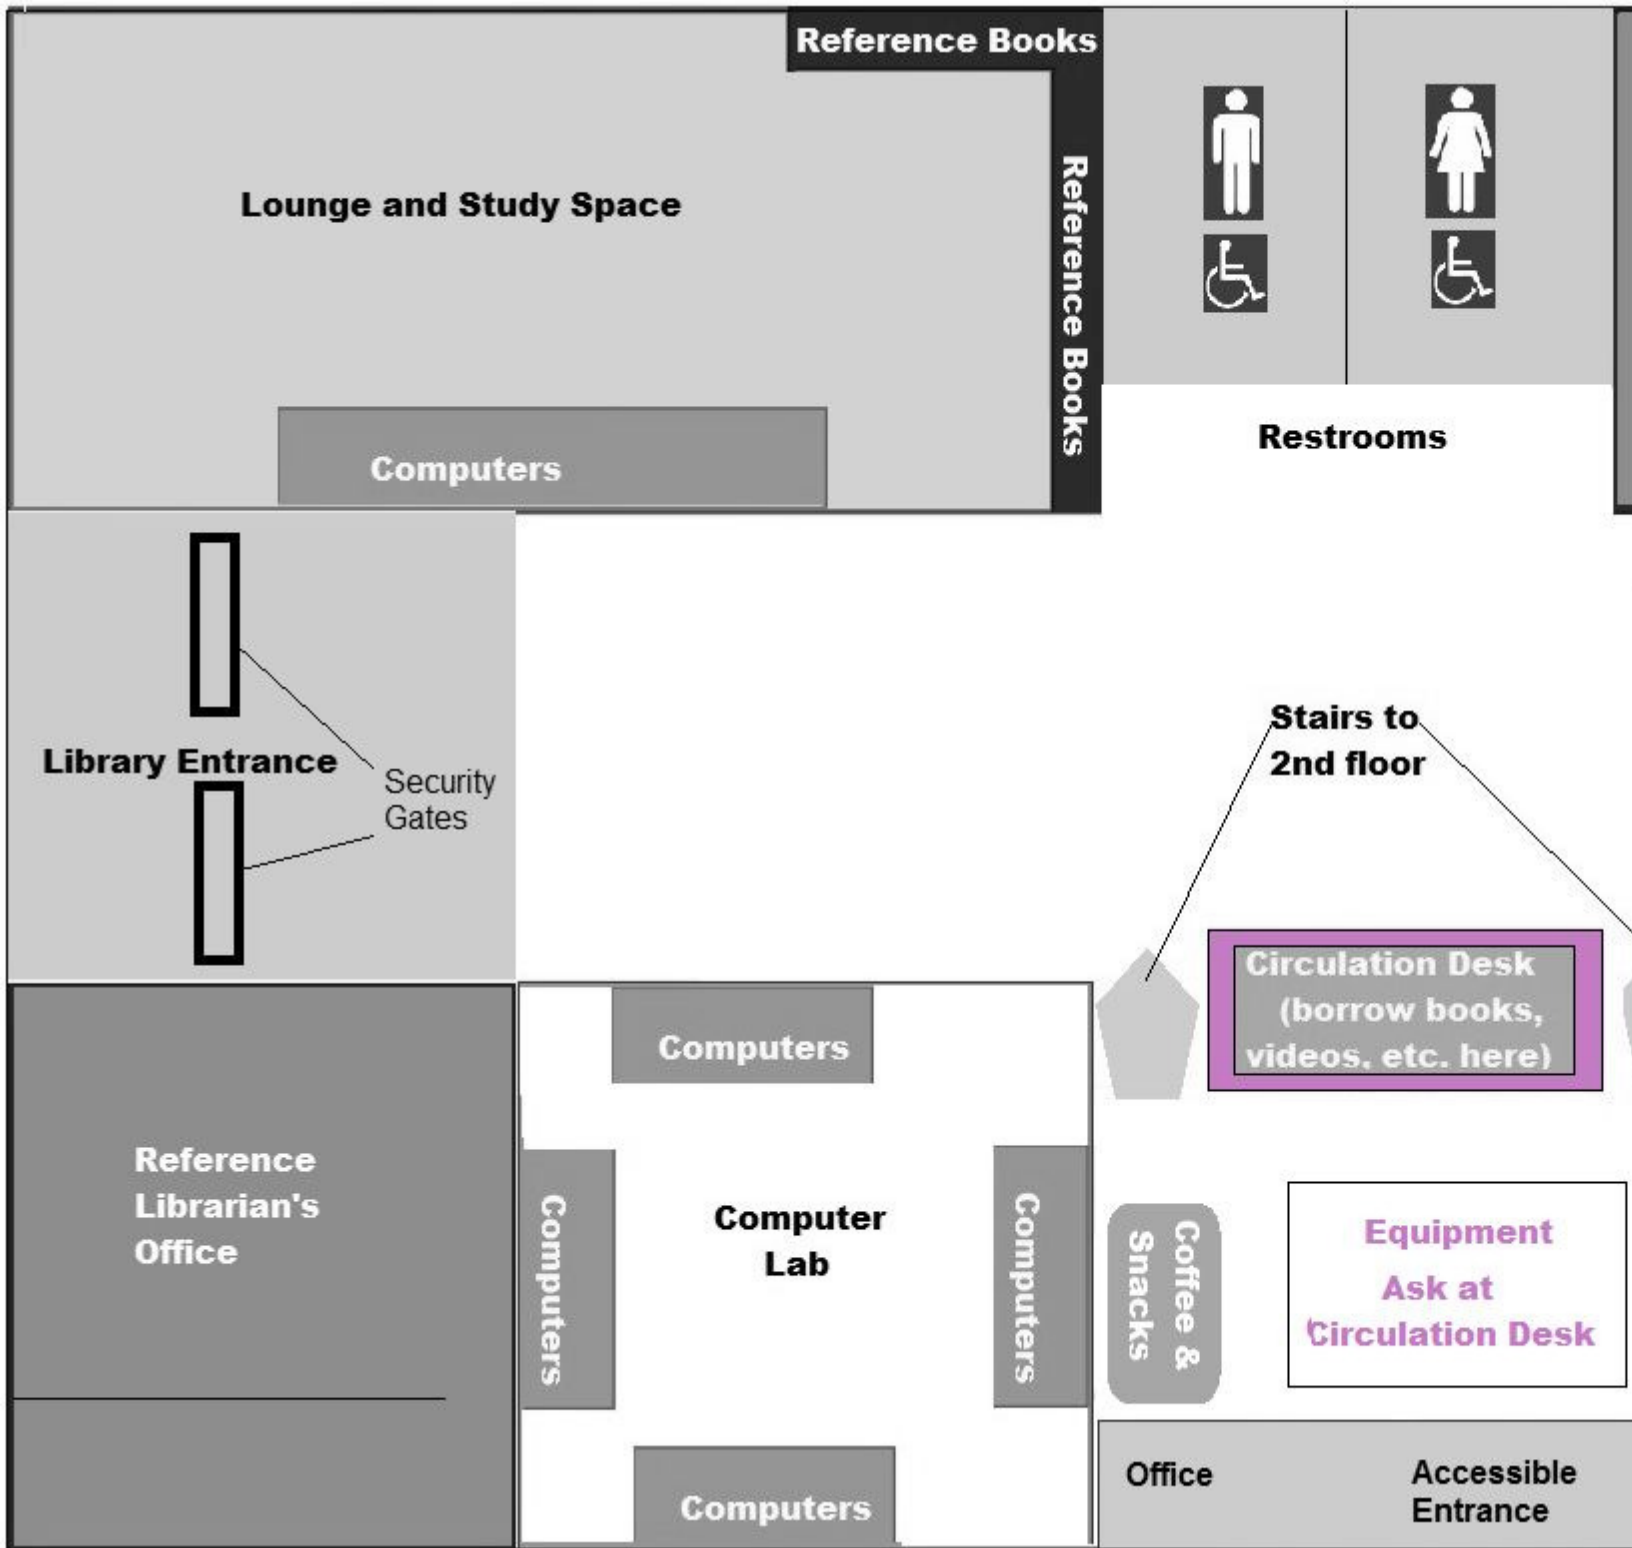 Reference Books
Reference Books
Lounge and Study Space
Computers
Restrooms
Library Entrance
Security
Gates
Stairs to
2nd floor
Circulation Desk
(borrow books,
videos, etc. here)
Reference
Librarian's
Office
Computers
Computers
Computer
Lab
Computers
Computers
Coffee &
Snacks
Equipment
Ask at
Circulation Desk
Office
Accessible
Entrance